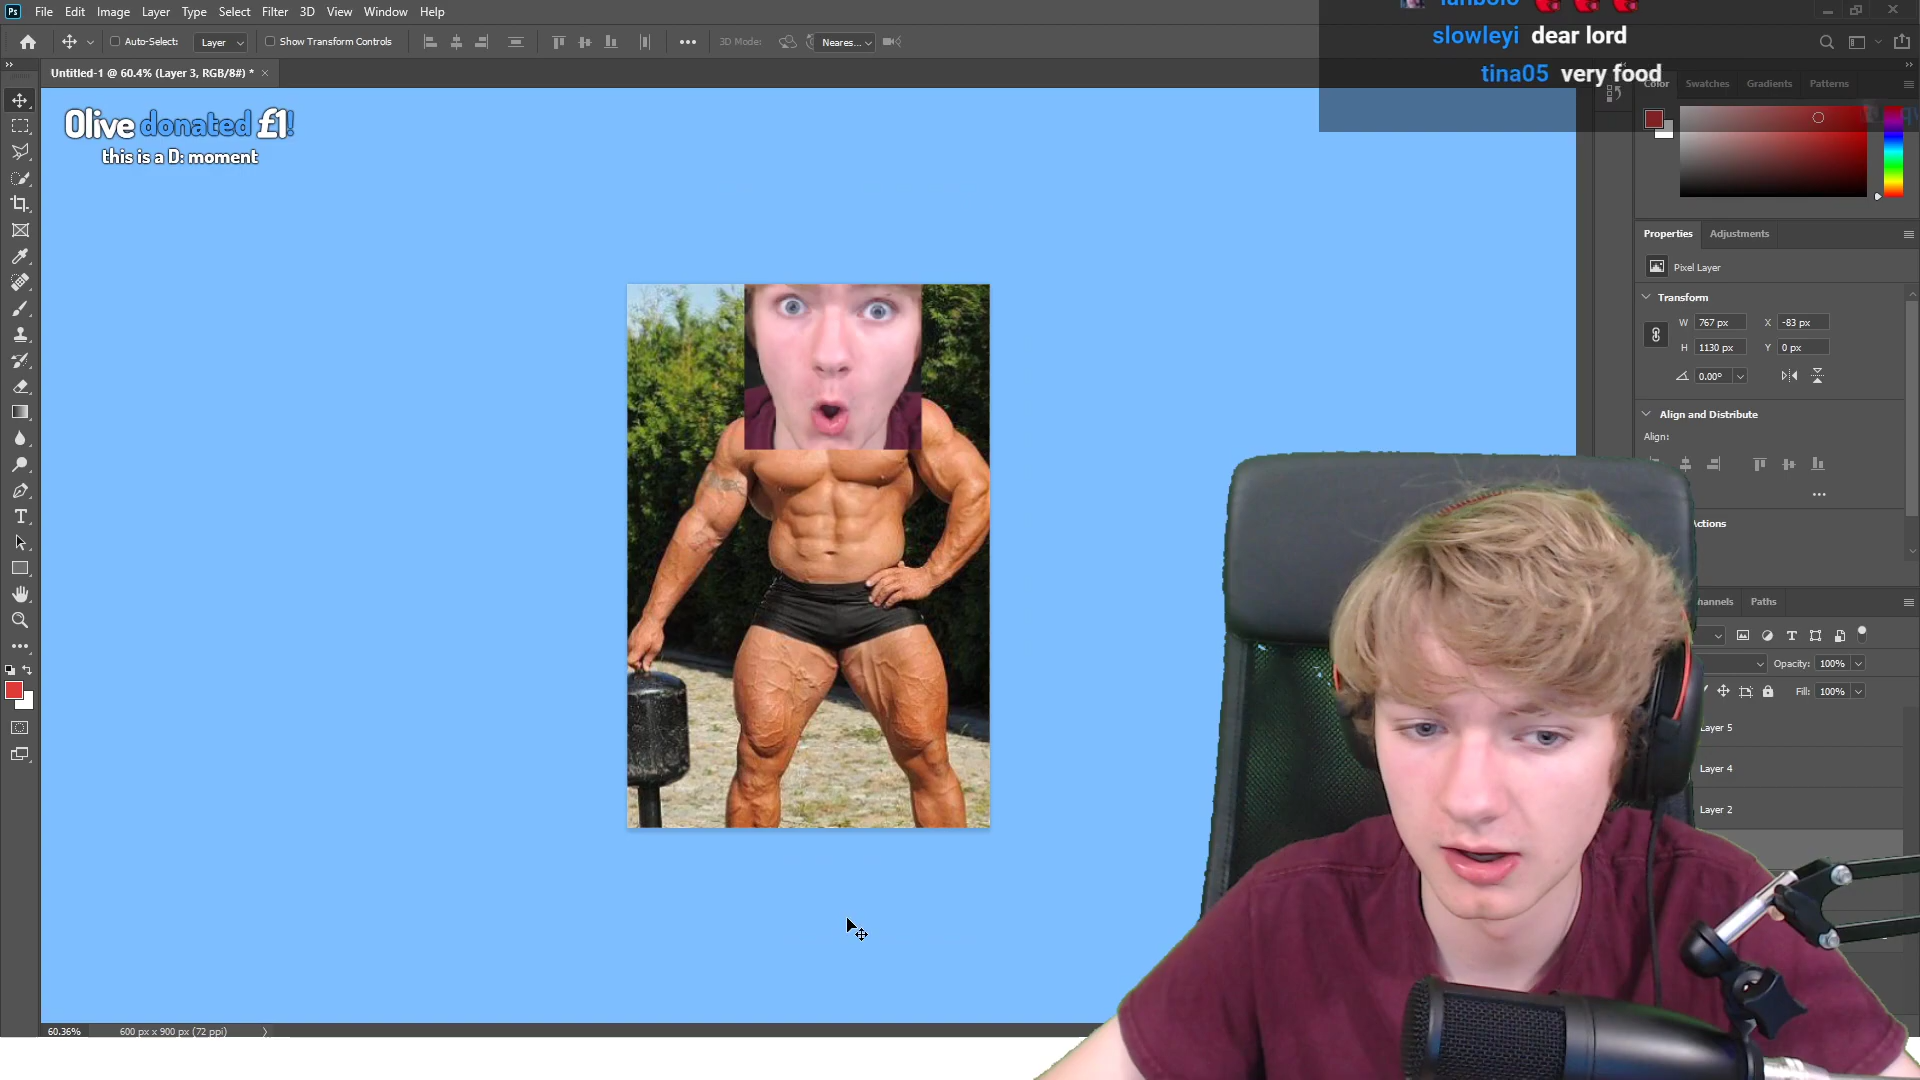 Ps File Edit Image Layer Type Select Filter 3D View Window Help
Auto-Select: Layer Show Transform Controls 3D Mode: Neares...
Untitled-1 @ 60.4% (Layer 3, RGB/8#) *
slowleyi dear lord
tina05 very food
Olive donated £1!
this is a D: moment
Color Swatches Gradients Patterns
Properties Adjustments
Pixel Layer
Transform
W 767 px X -83 px
H 1130 px Y 0 px
0.00°
Align and Distribute
Align:
Paths
Opacity: 100%
Fill: 100%
Layer 4
Layer 2
60.36% 600 px x 900 px (72 ppi)